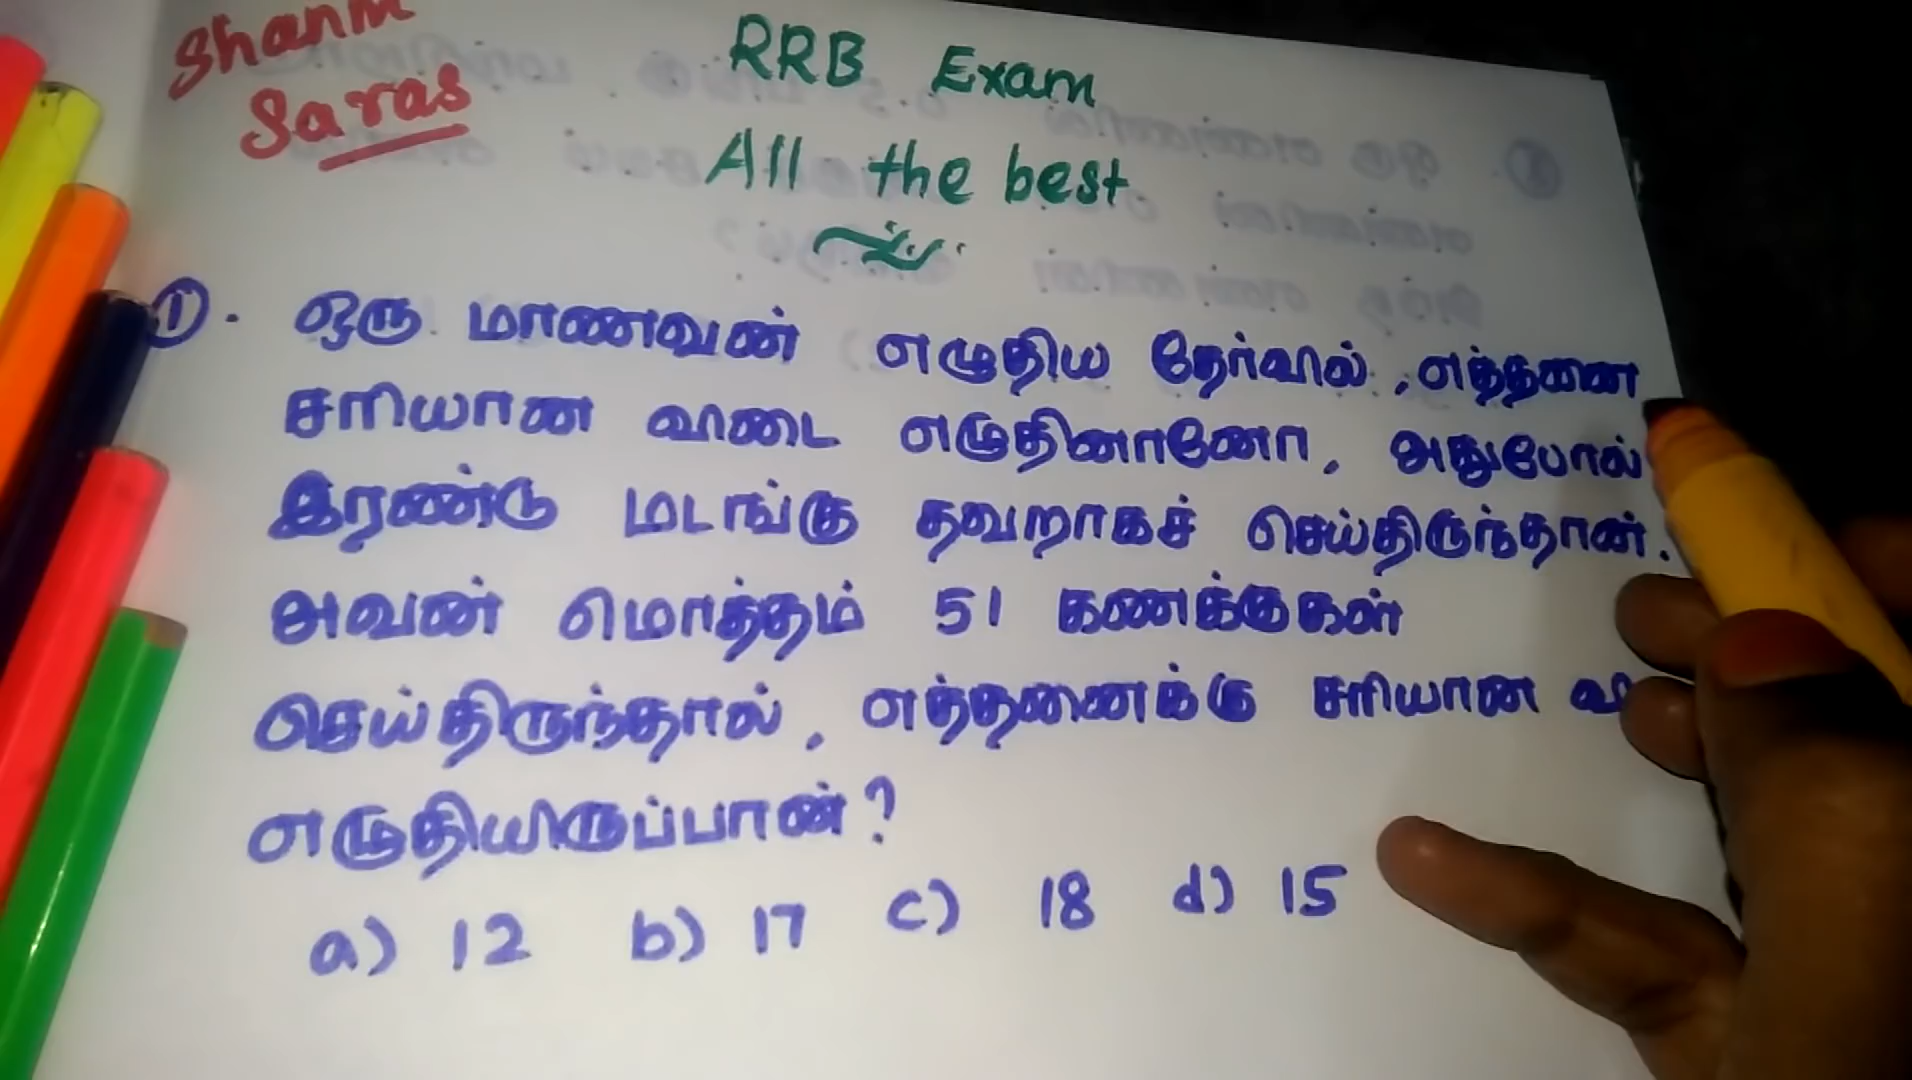 Shanm
Saras
RRB Exam
All the best
①. ஒரு மாணவன் எழுதிய தேர்வில், எத்தனை
சரியான விடை எழுதினானோ, அதுபோல்
இரண்டு மடங்கு தவறாகச் செய்திருந்தான்.
அவன் மொத்தம் 51 கணக்குகள்
செய்திருந்தால், எத்தனைக்கு சரியான வி
எழுதியிருப்பான்?
a) 12 b) 17 c) 18 d) 15